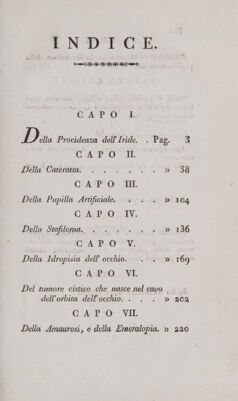 INDICE.
CAPO I.
Della Procidenza dell'Iride. . Pag. 3
CAPO II.
Della Cateratta. . . . . . . » 38
CAPO III.
Della Pupilla Artificiale. . . . . » 104
CAPO IV.
Dello Stafiloma. . . . . . . » 136
CAPO V.
Della Idropisia dell'occhio. . . . » 169
CAPO VI.
Del tumore cistico che nasce nel cavo
dell'orbita dell'occhio. . . . » 202
CAPO VII.
Della Amaurosi, e della Emeralopia. » 220